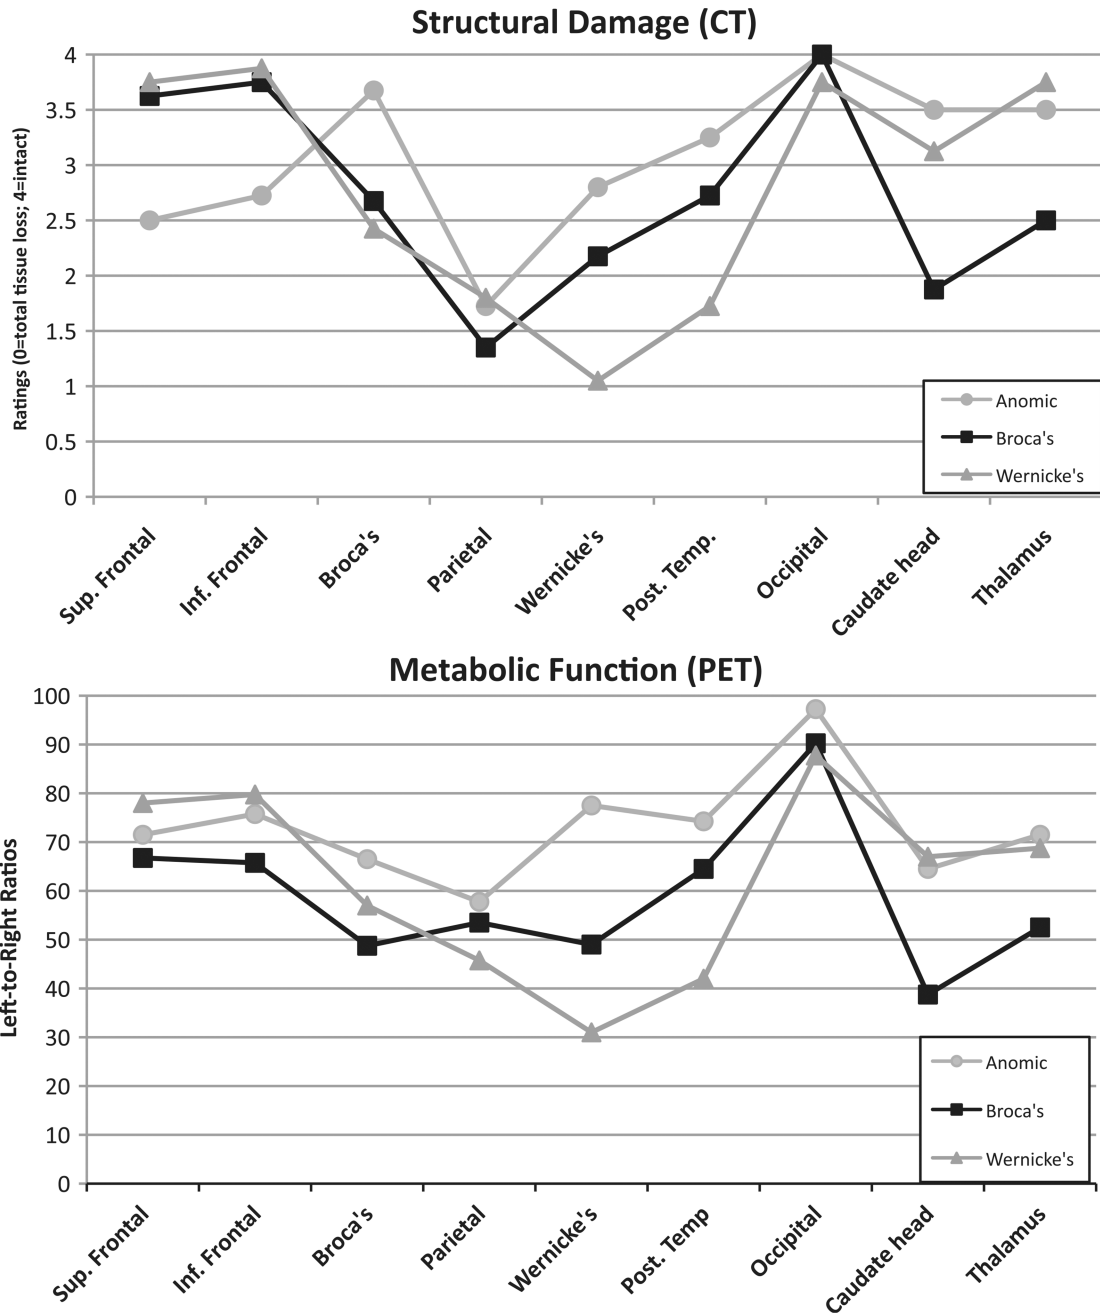 Structural Damage (CT)
Ratings (0=total tissue loss; 4=intact)
4
3.5
3
2.5
2
1.5
1
0.5
0
Anomic
Broca's
Wernicke's
Sup. Frontal
Inf. Frontal
Broca's
Parietal
Wernicke's
Post. Temp.
Occipital
Caudate head
Thalamus
Metabolic Function (PET)
Left-to-Right Ratios
100
90
80
70
60
50
40
30
20
10
0
Anomic
Broca's
Wernicke's
Sup. Frontal
Inf. Frontal
Broca's
Parietal
Wernicke's
Post. Temp
Occipital
Caudate head
Thalamus